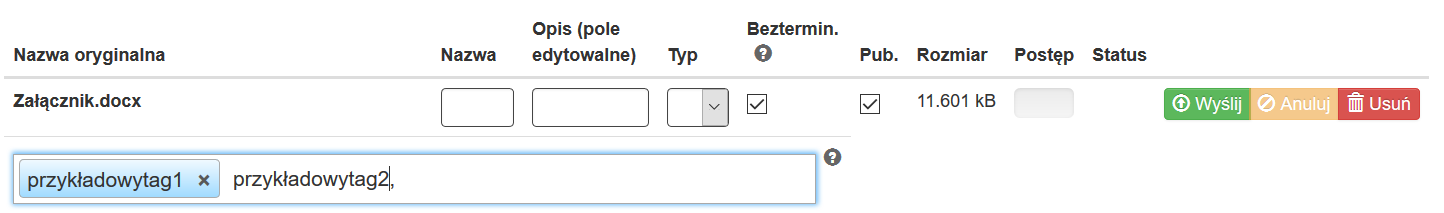 Nazwa oryginalna Nazwa Opis (pole edytowalne) Typ Beztermin. ? Pub. Rozmiar Postęp Status
Załącznik.docx 11.601 kB Wyślij Anuluj Usuń
przykładowytag1 × przykładowytag2, ?